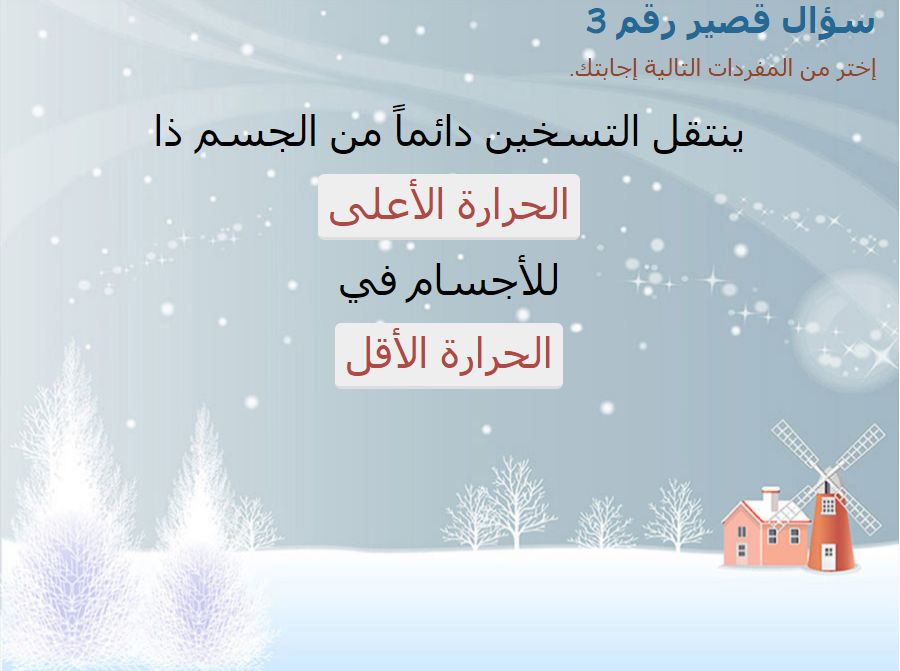 سؤال قصير رقم 3
إختر من المفردات التالية إجابتك.
ينتقل التسخين دائماً من الجسم ذا
الحرارة الأعلى
للأجسام في
الحرارة الأقل